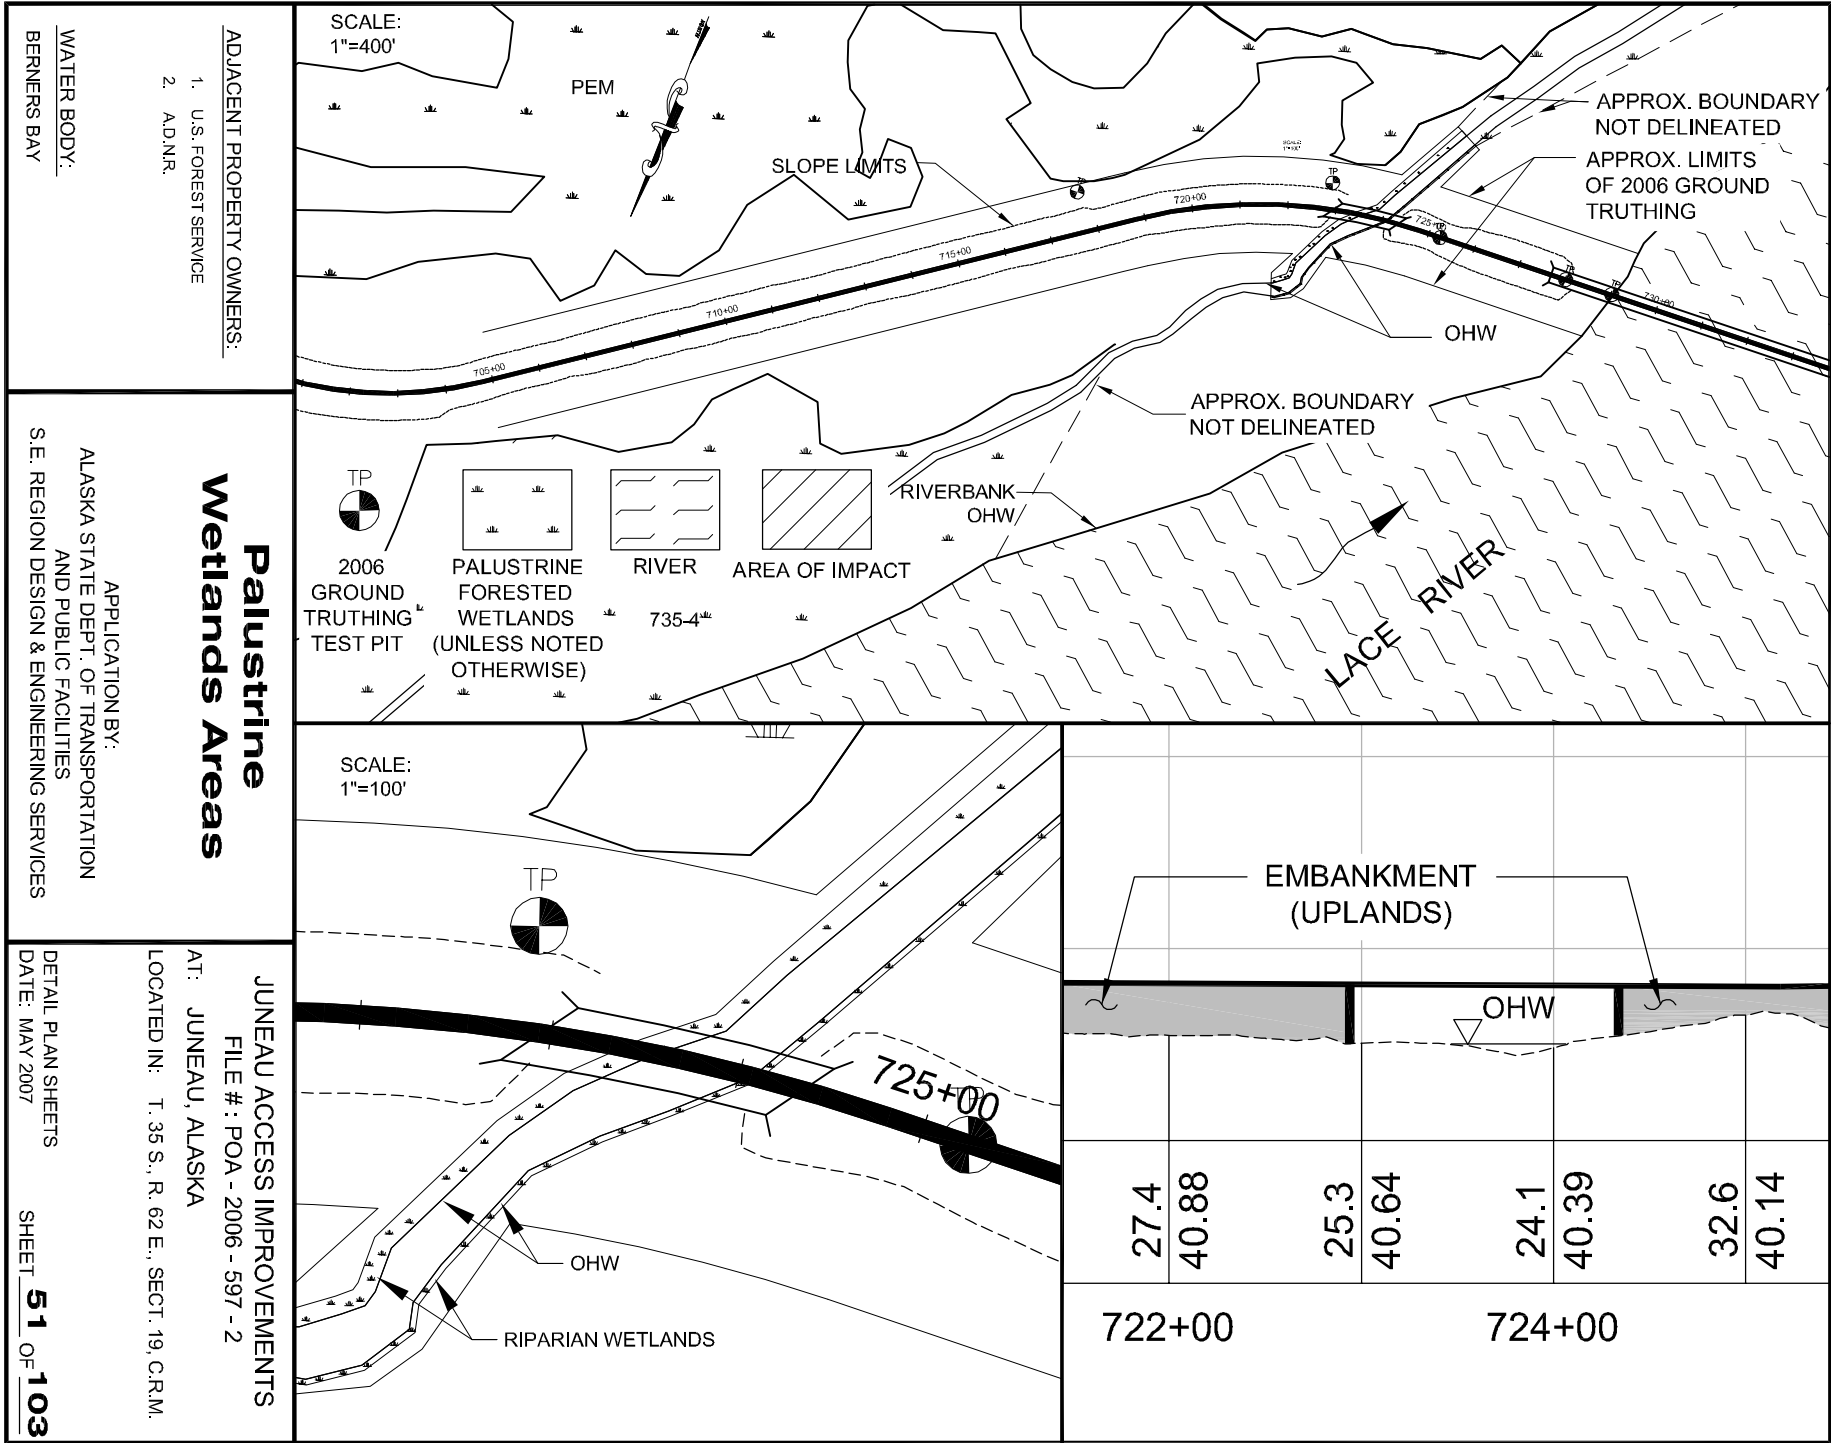 SCALE:
1"=400'
PEM
SLOPE LIMITS
TP
TP
SCALE:
1"=100'
APPROX. BOUNDARY
NOT DELINEATED
APPROX. LIMITS
OF 2006 GROUND
TRUTHING
705+00
710+00
715+00
720+00
725+00
TP
TP
730+00
OHW
APPROX. BOUNDARY
NOT DELINEATED
RIVERBANK
OHW
LACE RIVER
TP
2006
GROUND
TRUTHING
TEST PIT
PALUSTRINE
FORESTED
WETLANDS
(UNLESS NOTED
OTHERWISE)
RIVER
AREA OF IMPACT
735-4
SCALE:
1"=100'
TP
725+00
TP
OHW
RIPARIAN WETLANDS
EMBANKMENT
(UPLANDS)
OHW
27.4
40.88
25.3
40.64
24.1
40.39
32.6
40.14
722+00
724+00
ADJACENT PROPERTY OWNERS:
1. U.S. FOREST SERVICE
2. A.D.N.R.
WATER BODY:
BERNERS BAY
Palustrine
Wetlands Areas
APPLICATION BY:
ALASKA STATE DEPT. OF TRANSPORTATION
AND PUBLIC FACILITIES
S.E. REGION DESIGN & ENGINEERING SERVICES
JUNEAU ACCESS IMPROVEMENTS
FILE #: POA - 2006 - 597 - 2
AT: JUNEAU, ALASKA
LOCATED IN: T. 35 S., R. 62 E., SECT. 19, C.R.M.
DETAIL PLAN SHEETS
DATE: MAY 2007
SHEET 51 OF 103